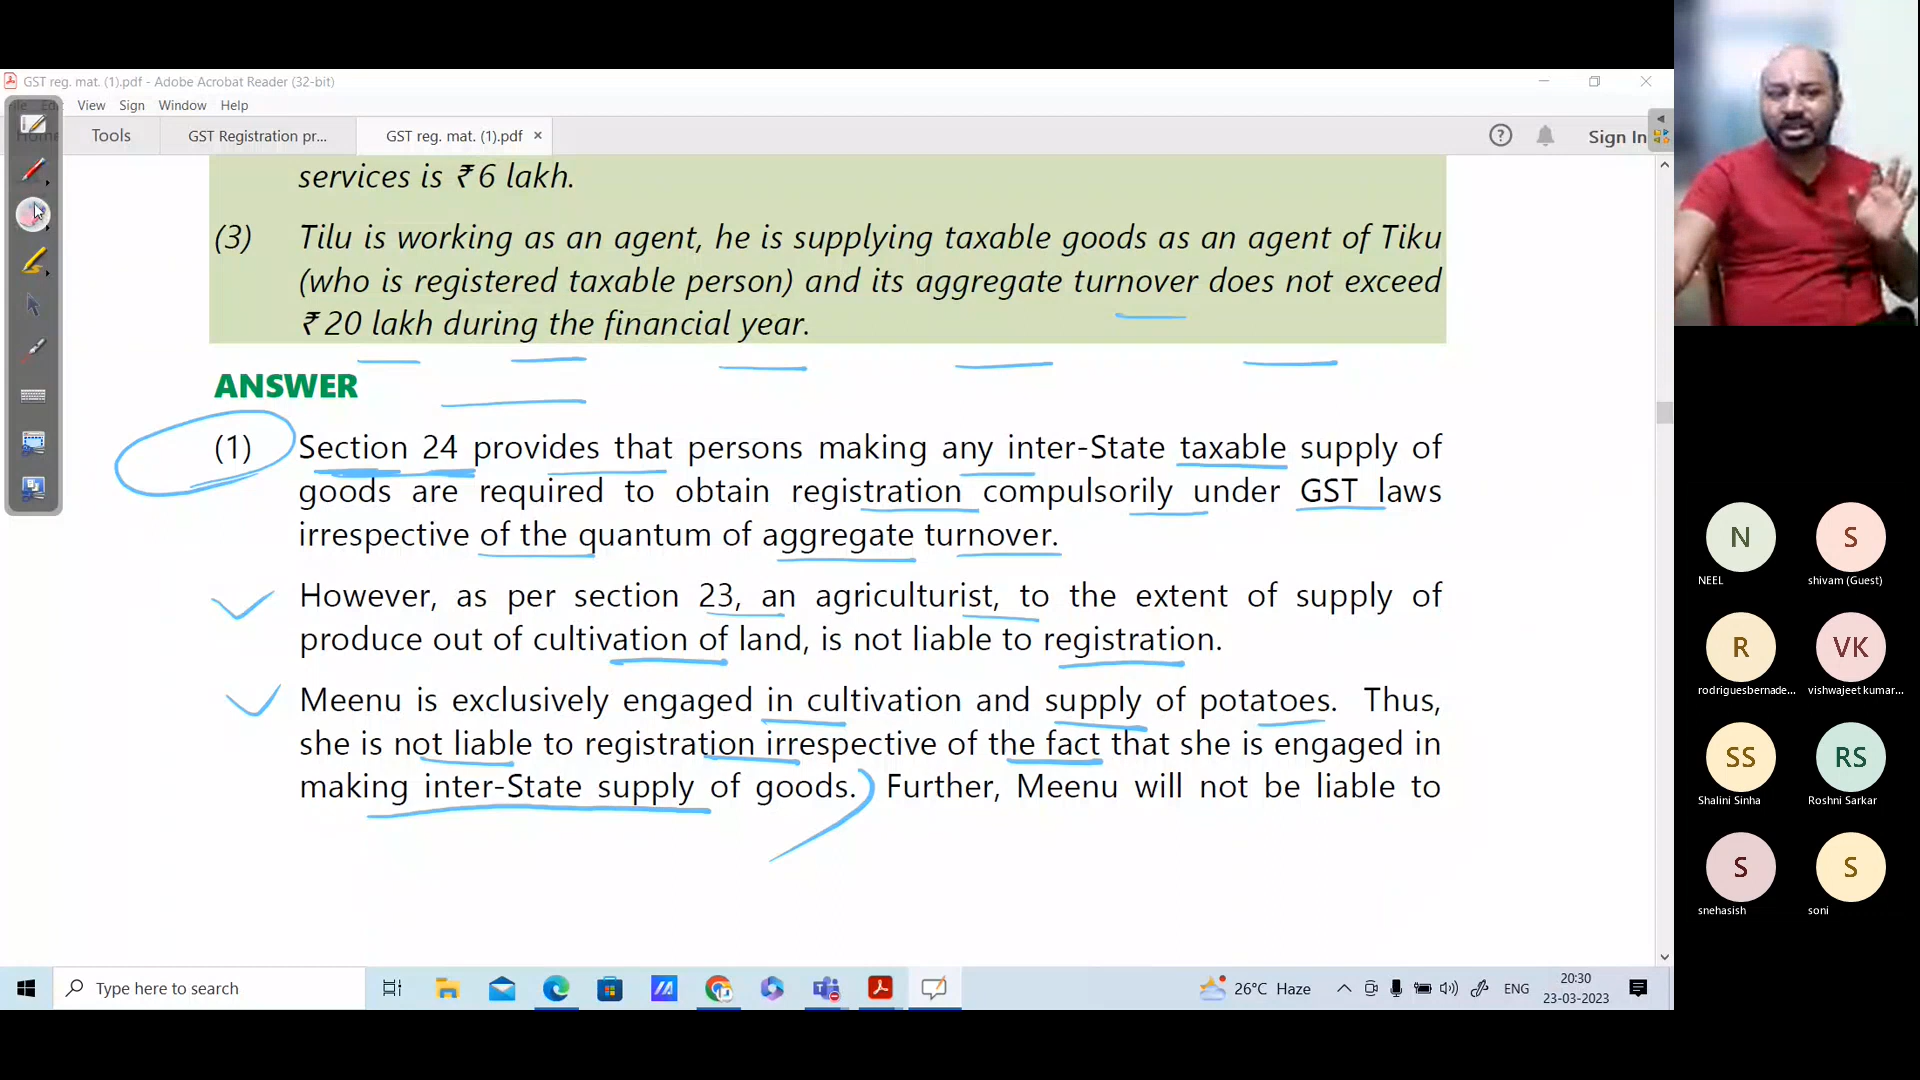 GST reg. mat. (1).pdf - Adobe Acrobat Reader (32-bit)
View Sign Window Help
Home Tools GST Registration pr... GST reg. mat. (1).pdf × Sign In
services is ₹ 6 lakh.
(3) Tilu is working as an agent, he is supplying taxable goods as an agent of Tiku
(who is registered taxable person) and its aggregate turnover does not exceed
₹ 20 lakh during the financial year.
ANSWER
(1) Section 24 provides that persons making any inter-State taxable supply of
goods are required to obtain registration compulsorily under GST laws
irrespective of the quantum of aggregate turnover.
However, as per section 23, an agriculturist, to the extent of supply of
produce out of cultivation of land, is not liable to registration.
Meenu is exclusively engaged in cultivation and supply of potatoes. Thus,
she is not liable to registration irrespective of the fact that she is engaged in
making inter-State supply of goods. Further, Meenu will not be liable to
N S
NEEL shivam (Guest)
R VK
rodriguesbernade... vishwajeet kumar...
SS RS
Shalini Sinha Roshni Sarkar
S S
snehasish soni
Type here to search 26°C Haze ENG 20:30
23-03-2023